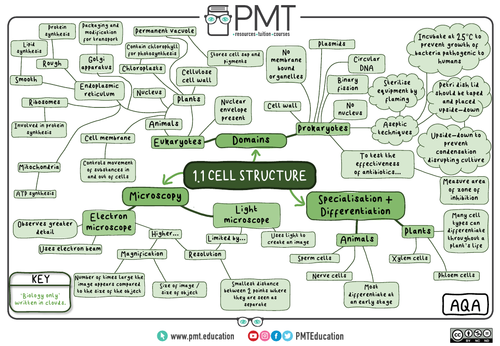 PMT
resources • tuition • courses
Lipid
synthesis
Protein
synthesis
Packaging and
modification
for transport
Permanent vacuole
Contain chlorophyll
for photosynthesis
Stores cell sap and
pigments
Smooth
Rough
Golgi
apparatus
Chloroplasts
Cellulose
cell wall
Ribosomes
Endoplasmic
reticulum
Nucleus
Plants
Nuclear
envelope
present
Involved in protein
synthesis
Cell membrane
Animals
Eukaryotes
Domains
Mitochondria
ATP synthesis
Controls movement
of substances in
and out of cells
No
membrane
bound
organelles
Plasmids
Circular
DNA
Binary
fission
Cell wall
No
nucleus
Prokaryotes
Aseptic
techniques
Sterilise
equipment by
flaming
Incubate at 25°C to
prevent growth of
bacteria pathogenic to
humans
Petri dish lid
should be taped
and placed
upside-down
Upside-down to
prevent
condensation
disrupting culture
To test the
effectiveness
of antibiotics...
Measure area
of zone of
inhibition
1.1 CELL STRUCTURE
Microscopy
Electron
microscope
Observes greater
detail
Uses electron beam
Light
microscope
Higher...
Limited by...
Uses light to
create an image
Magnification
Resolution
Number of times larger the
image appears compared
to the size of the object
Size of image /
size of object
Smallest distance
between 2 points where
they are seen as
separate
Specialisation +
Differentiation
Animals
Sperm cells
Nerve cells
Most
differentiate at
an early stage
Plants
Many cell
types can
differentiate
throughout a
plant's life
Xylem cells
Phloem cells
KEY
'Biology only'
written in clouds.
AQA
www.pmt.education
PMTEducation